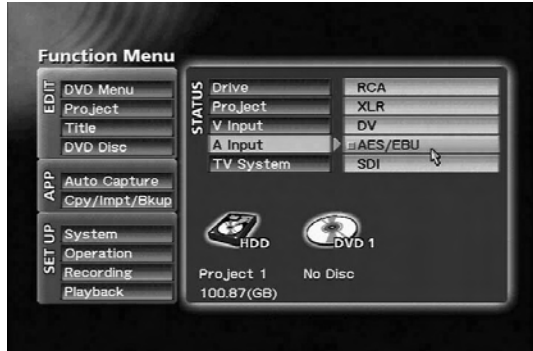 Function Menu
EDIT
DVD Menu
Project
Title
DVD Disc
APP
Auto Capture
Cpy/Impt/Bkup
SET UP
System
Operation
Recording
Playback
STATUS
Drive
Project
V Input
A Input
TV System
RCA
XLR
DV
AES/EBU
SDI
HDD
DVD 1
Project 1
No Disc
100.87(GB)